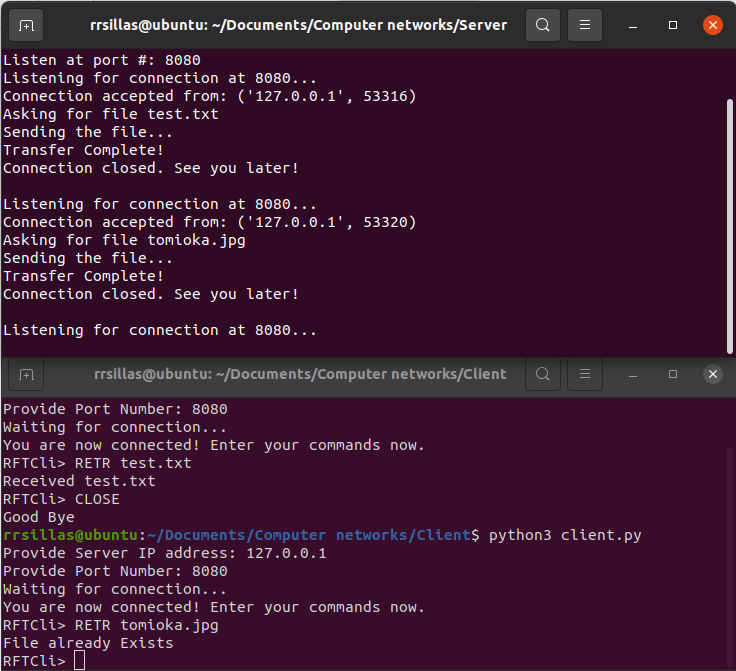 rrsillas@ubuntu: ~/Documents/Computer networks/Server
Listen at port #: 8080
Listening for connection at 8080...
Connection accepted from: ('127.0.0.1', 53316)
Asking for file test.txt
Sending the file...
Transfer Complete!
Connection closed. See you later!
Listening for connection at 8080...
Connection accepted from: ('127.0.0.1', 53320)
Asking for file tomioka.jpg
Sending the file...
Transfer Complete!
Connection closed. See you later!
Listening for connection at 8080...
rrsillas@ubuntu: ~/Documents/Computer networks/Client
Provide Port Number: 8080
Waiting for connection...
You are now connected! Enter your commands now.
RFTCli> RETR test.txt
Received test.txt
RFTCli> CLOSE
Good Bye
rrsillas@ubuntu:~/Documents/Computer networks/Client$ python3 client.py
Provide Server IP address: 127.0.0.1
Provide Port Number: 8080
Waiting for connection...
You are now connected! Enter your commands now.
RFTCli> RETR tomioka.jpg
File already Exists
RFTCli>